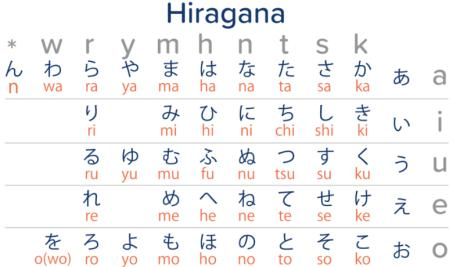 Hiragana
* w r y m h n t s k
ん わ ら や ま は な た さ か あ a
n wa ra ya ma ha na ta sa ka
り み ひ に ち し き い i
ri mi hi ni chi shi ki
る ゆ む ふ ぬ つ す く う u
ru yu mu fu nu tsu su ku
れ め へ ね て せ け え e
re me he ne te se ke
を ろ よ も ほ の と そ こ お o
o(wo) ro yo mo ho no to so ko